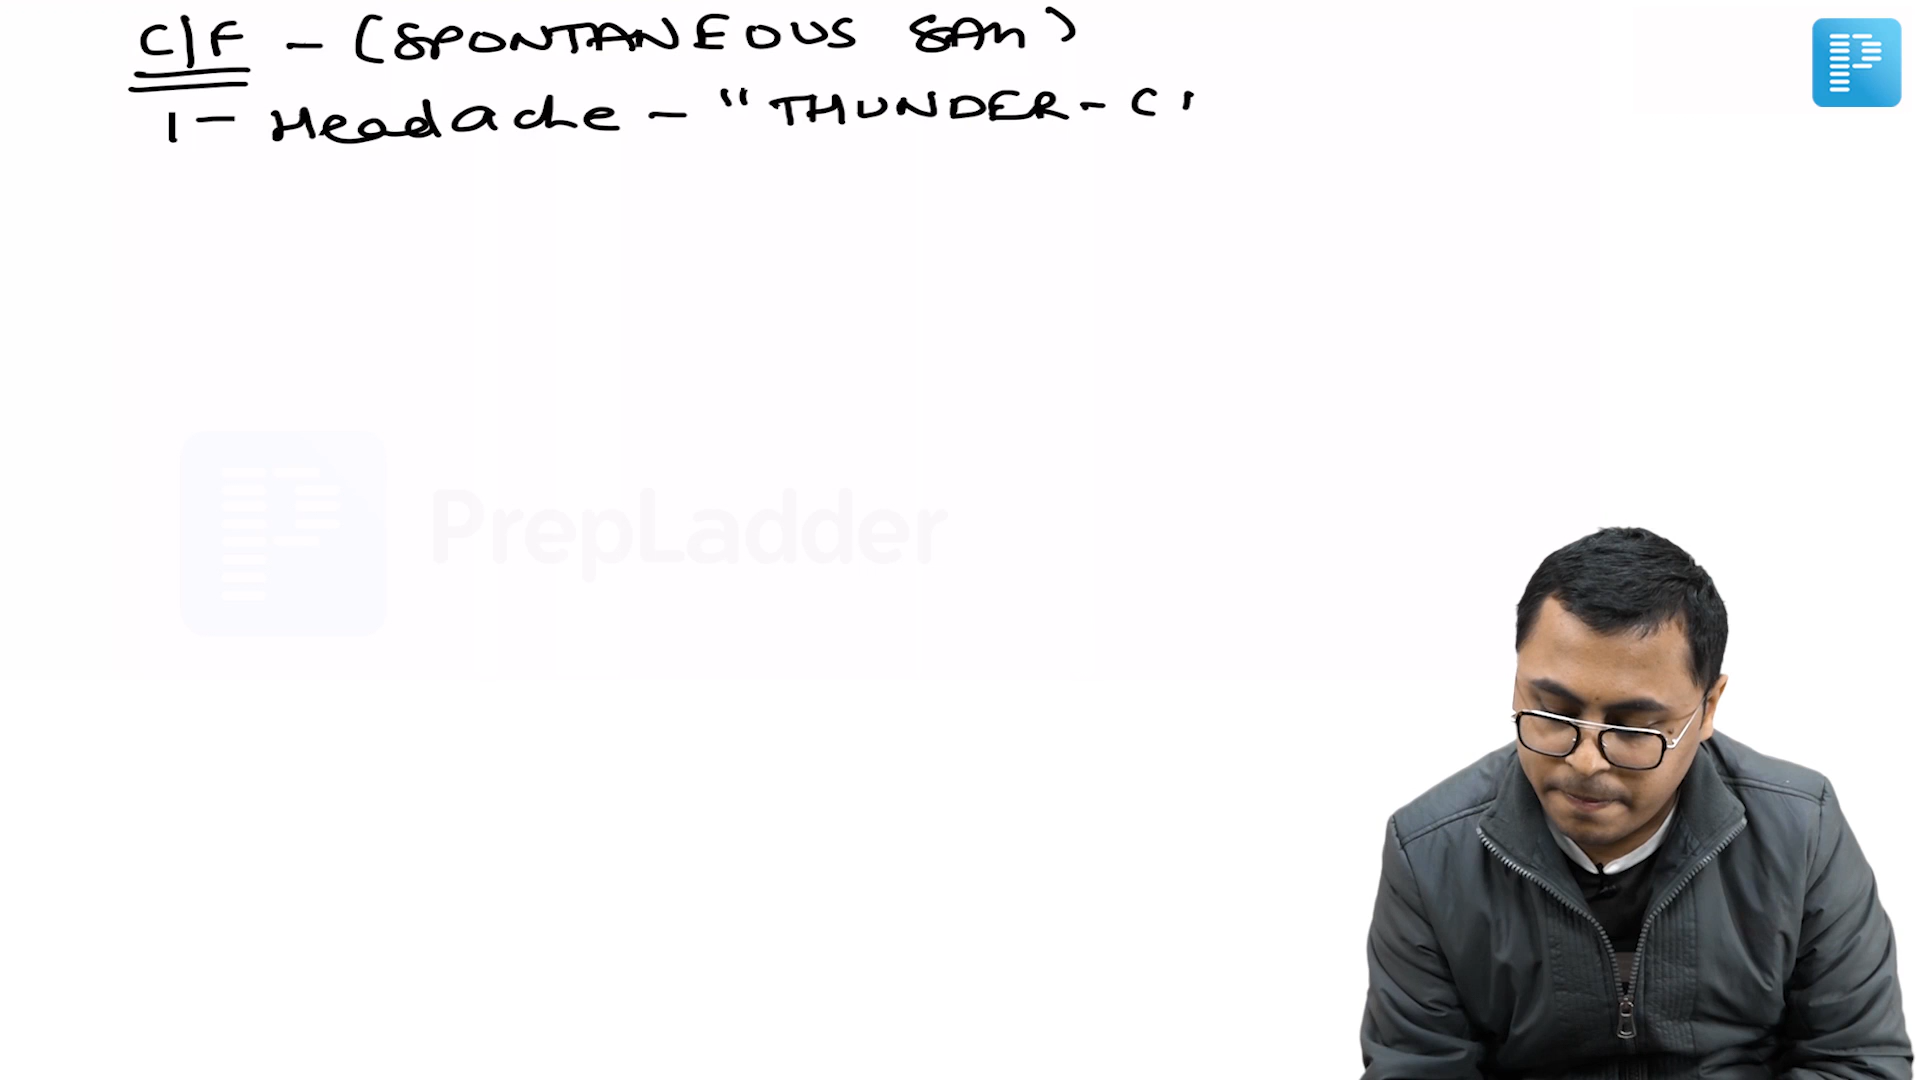 C/F - (SPONTANEOUS SAH)
1- Headache - "THUNDER-C
PrepLadder